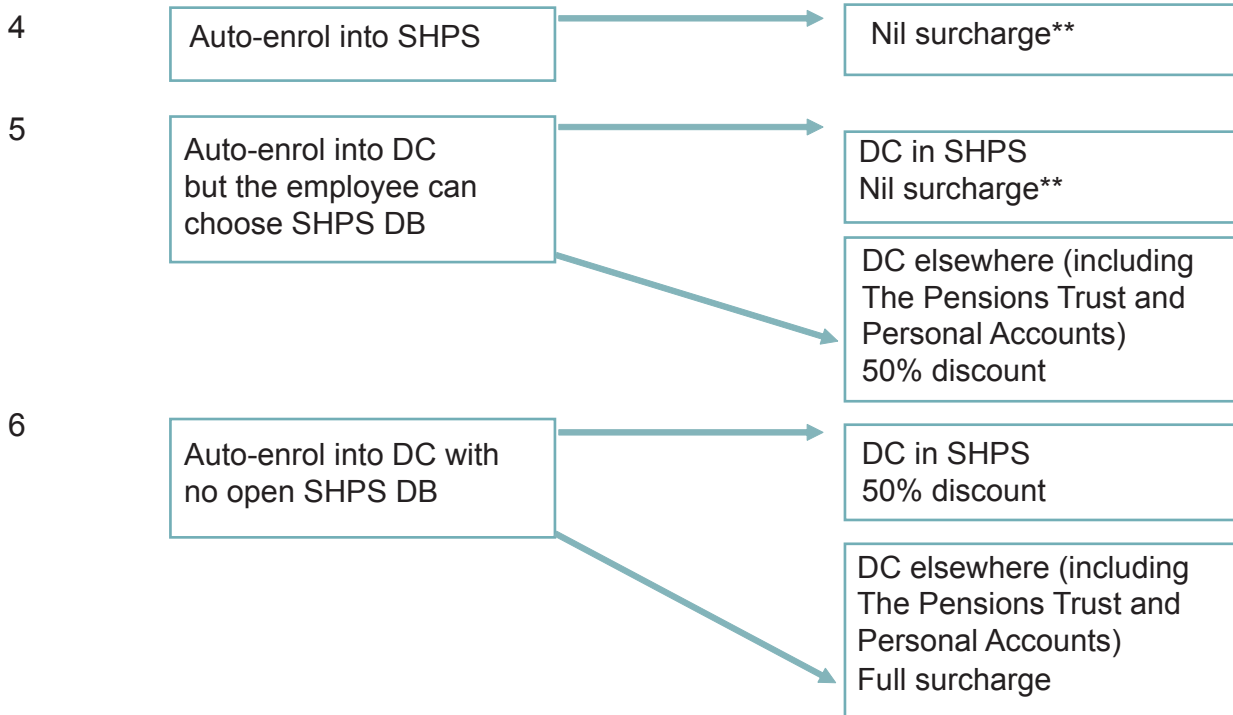 4
Auto-enrol into SHPS
Nil surcharge**
5
Auto-enrol into DC
but the employee can
choose SHPS DB
DC in SHPS
Nil surcharge**
DC elsewhere (including
The Pensions Trust and
Personal Accounts)
50% discount
6
Auto-enrol into DC with
no open SHPS DB
DC in SHPS
50% discount
DC elsewhere (including
The Pensions Trust and
Personal Accounts)
Full surcharge